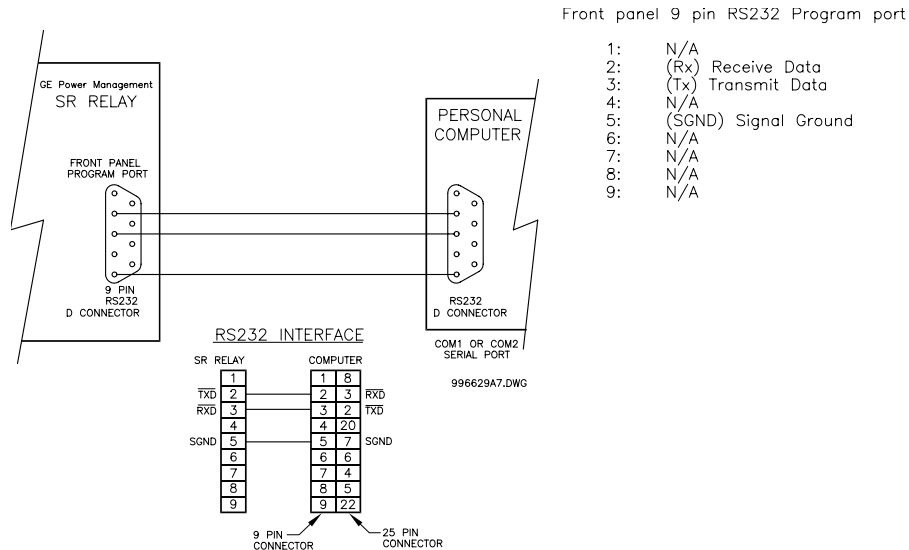 Front panel 9 pin RS232 Program port
1: N/A
2: (Rx) Receive Data
3: (Tx) Transmit Data
4: N/A
5: (SGND) Signal Ground
6: N/A
7: N/A
8: N/A
9: N/A
GE Power Management
SR RELAY
FRONT PANEL
PROGRAM PORT
9 PIN
RS232
D CONNECTOR
PERSONAL
COMPUTER
RS232
D CONNECTOR
COM1 OR COM2
SERIAL PORT
996629A7.DWG
RS232 INTERFACE
SR RELAY COMPUTER
1 1 8
TXD 2 2 3 RXD
RXD 3 3 2 TXD
4 4 20
SGND 5 5 7 SGND
6 6 6
7 7 4
8 8 5
9 9 22
9 PIN
CONNECTOR
25 PIN
CONNECTOR